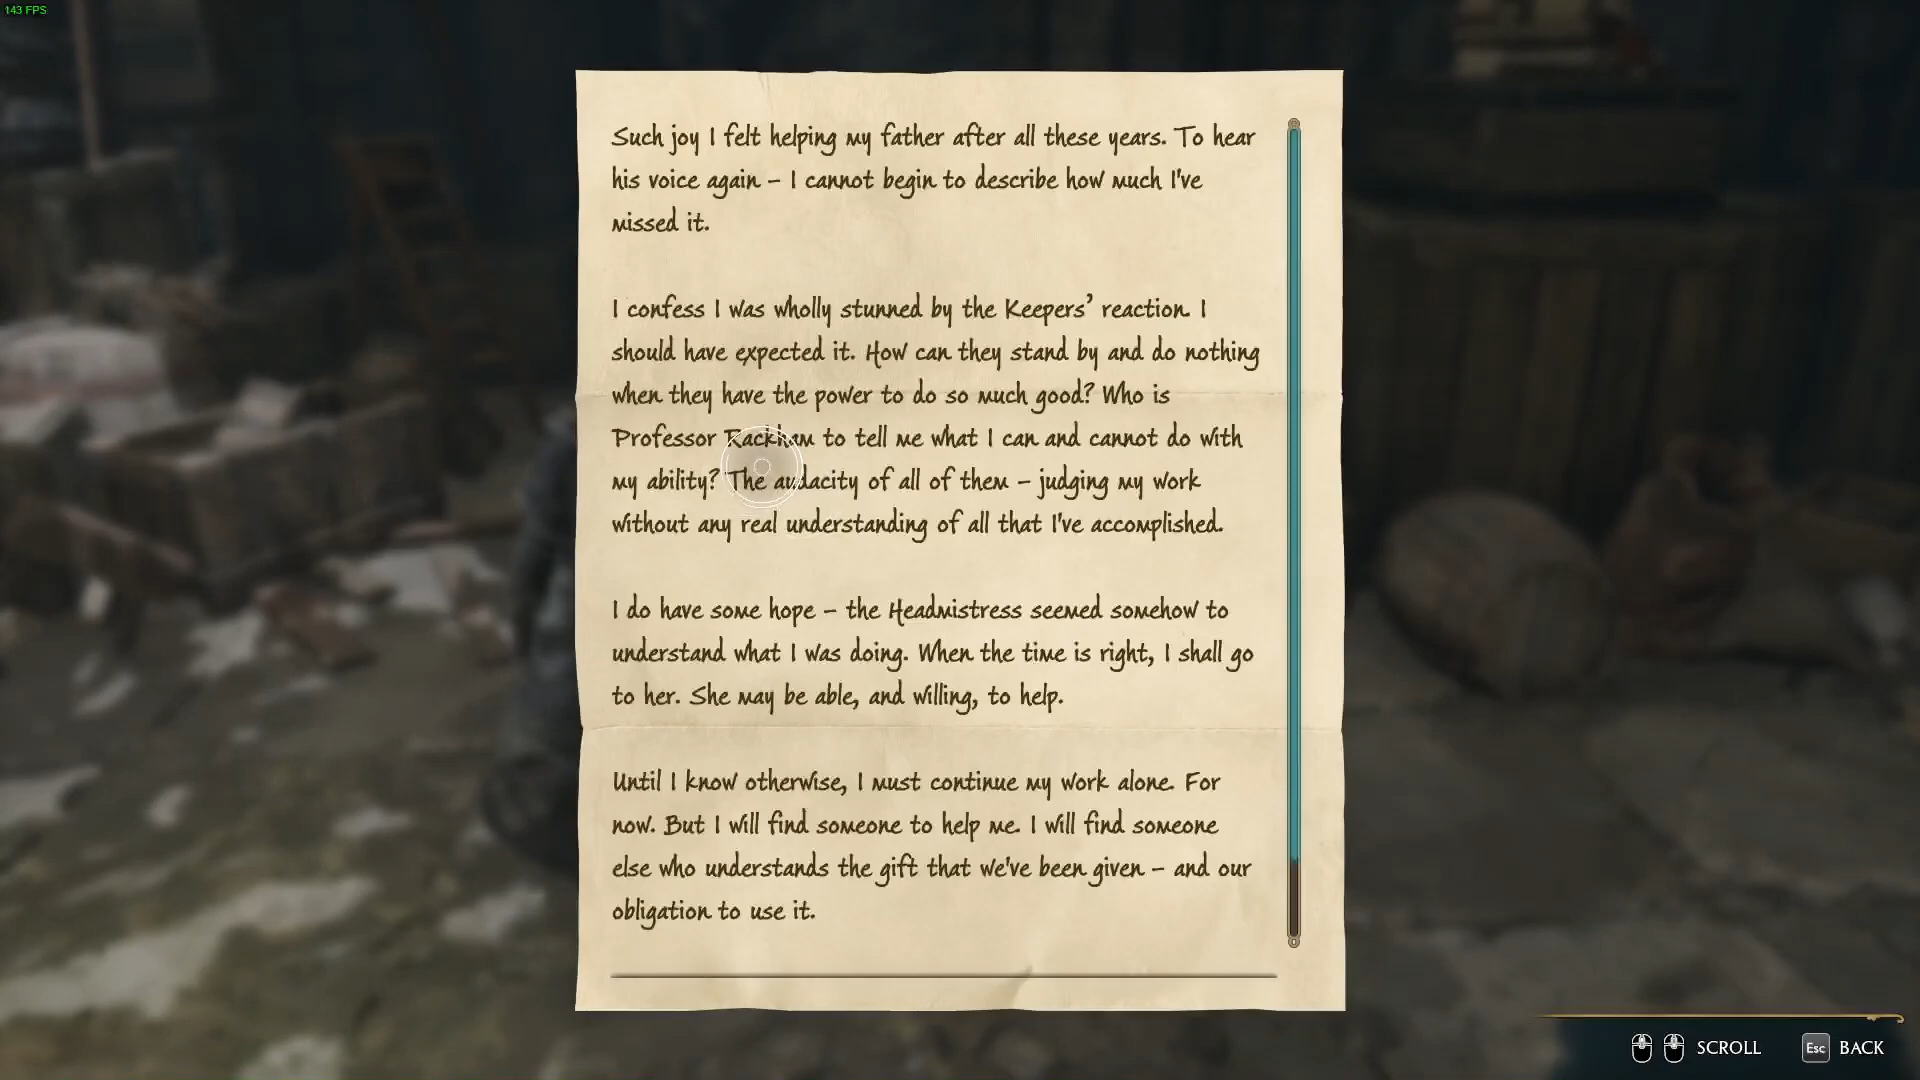 143 FPS
Such joy I felt helping my father after all these years. To hear
his voice again – I cannot begin to describe how much I've
missed it.
I confess I was wholly stunned by the Keepers’ reaction. I
should have expected it. How can they stand by and do nothing
when they have the power to do so much good? Who is
Professor Rackham to tell me what I can and cannot do with
my ability? The audacity of all of them – judging my work
without any real understanding of all that I've accomplished.
I do have some hope – the Headmistress seemed somehow to
understand what I was doing. When the time is right, I shall go
to her. She may be able, and willing, to help.
Until I know otherwise, I must continue my work alone. For
now. But I will find someone to help me. I will find someone
else who understands the gift that we've been given – and our
obligation to use it.
SCROLL
Esc BACK